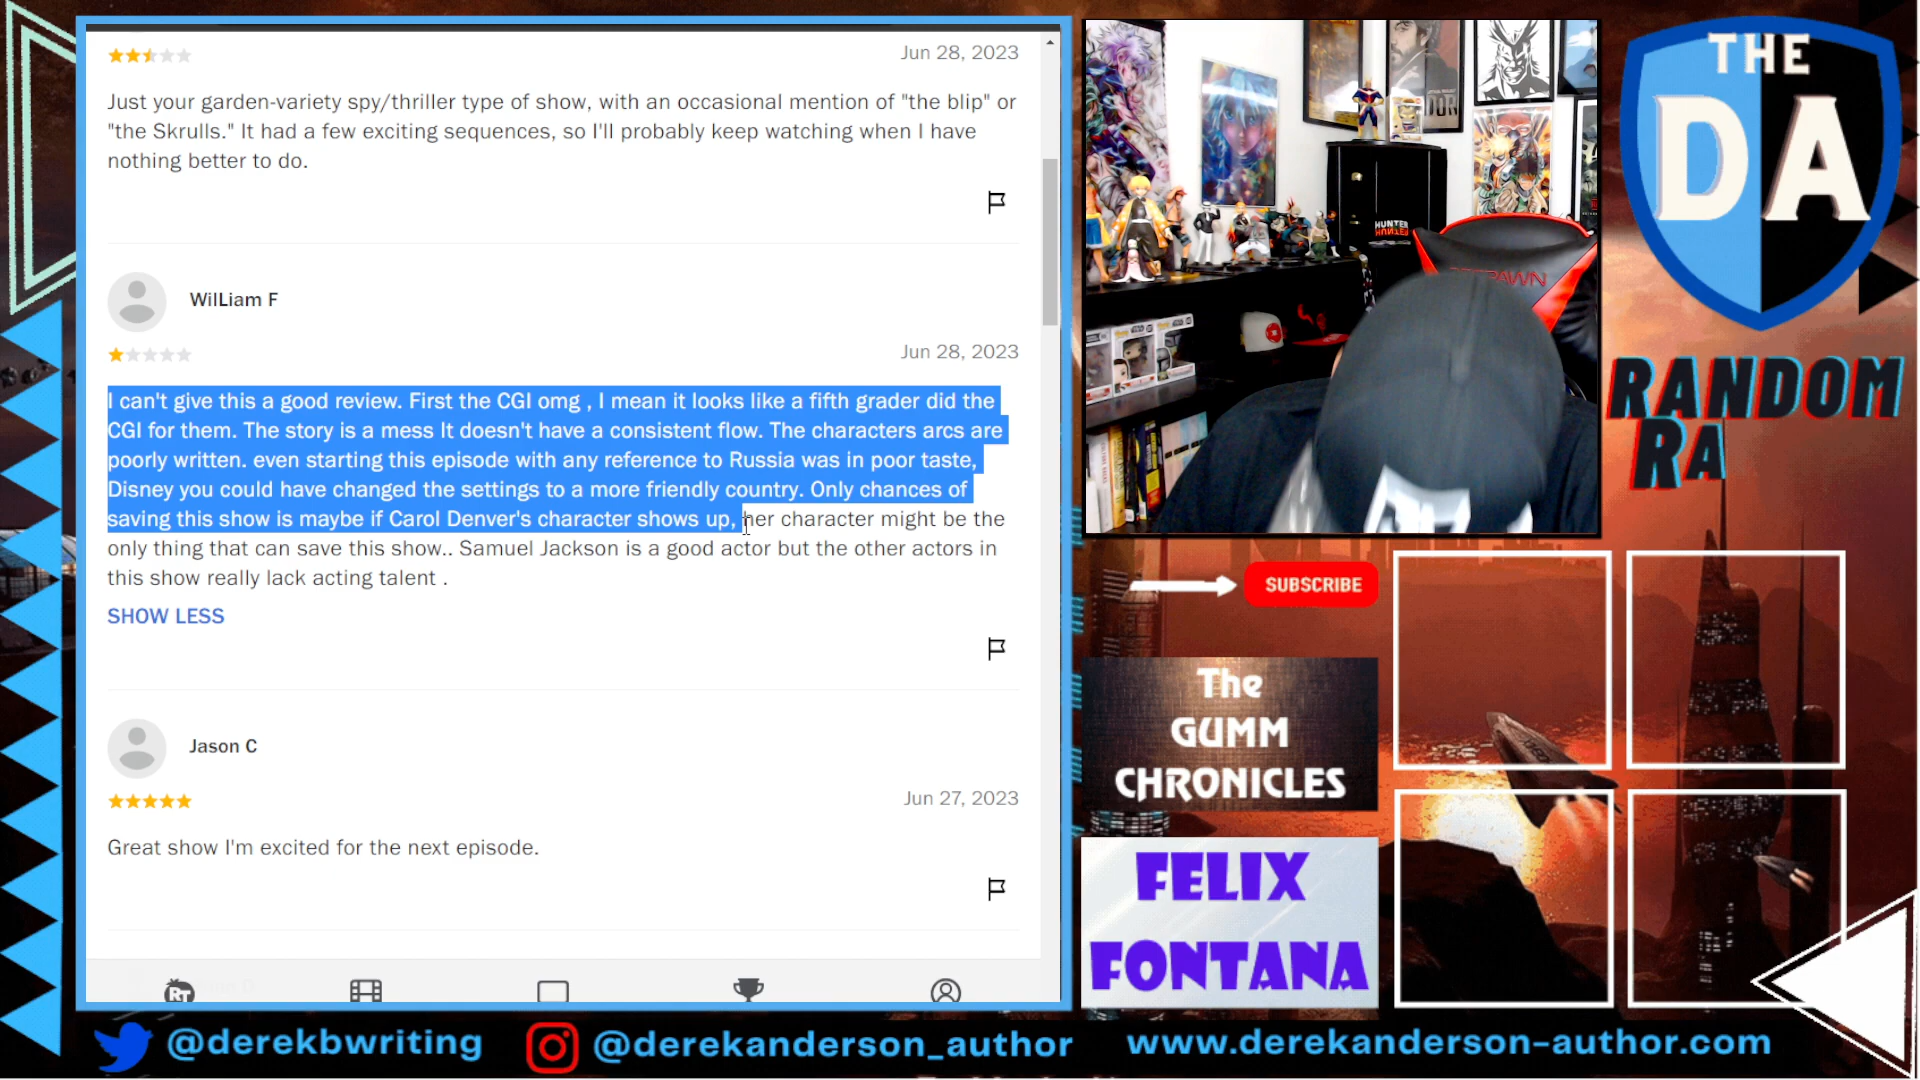 Jun 28, 2023
Just your garden-variety spy/thriller type of show, with an occasional mention of "the blip" or
"the Skrulls." It had a few exciting sequences, so I'll probably keep watching when I have
nothing better to do.
WilLiam F
Jun 28, 2023
I can't give this a good review. First the CGI omg , I mean it looks like a fifth grader did the
CGI for them. The story is a mess It doesn't have a consistent flow. The characters arcs are
poorly written. even starting this episode with any reference to Russia was in poor taste,
Disney you could have changed the settings to a more friendly country. Only chances of
saving this show is maybe if Carol Denver's character shows up, her character might be the
only thing that can save this show.. Samuel Jackson is a good actor but the other actors in
this show really lack acting talent .
SHOW LESS
Jason C
Jun 27, 2023
Great show I'm excited for the next episode.
RT
HUNTER
HUNTER
THE
DA
RANDOM
RA
SUBSCRIBE
The
GUMM
CHRONICLES
FELIX
FONTANA
@derekbwriting
@derekanderson_author
www.derekanderson-author.com